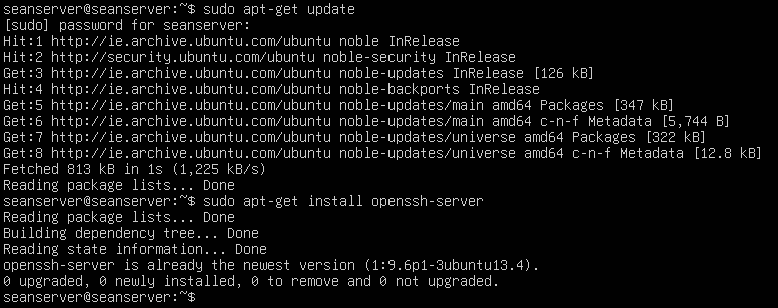 seanserver@seanserver:~$ sudo apt-get update
[sudo] password for seanserver:
Hit:1 http://ie.archive.ubuntu.com/ubuntu noble InRelease
Hit:2 http://security.ubuntu.com/ubuntu noble-security InRelease
Get:3 http://ie.archive.ubuntu.com/ubuntu noble-updates InRelease [126 kB]
Hit:4 http://ie.archive.ubuntu.com/ubuntu noble-backports InRelease
Get:5 http://ie.archive.ubuntu.com/ubuntu noble-updates/main amd64 Packages [347 kB]
Get:6 http://ie.archive.ubuntu.com/ubuntu noble-updates/main amd64 c-n-f Metadata [5,744 B]
Get:7 http://ie.archive.ubuntu.com/ubuntu noble-updates/universe amd64 Packages [322 kB]
Get:8 http://ie.archive.ubuntu.com/ubuntu noble-updates/universe amd64 c-n-f Metadata [12.8 kB]
Fetched 813 kB in 1s (1,225 kB/s)
Reading package lists... Done
seanserver@seanserver:~$ sudo apt-get install openssh-server
Reading package lists... Done
Building dependency tree... Done
Reading state information... Done
openssh-server is already the newest version (1:9.6p1-3ubuntu13.4).
0 upgraded, 0 newly installed, 0 to remove and 0 not upgraded.
seanserver@seanserver:~$